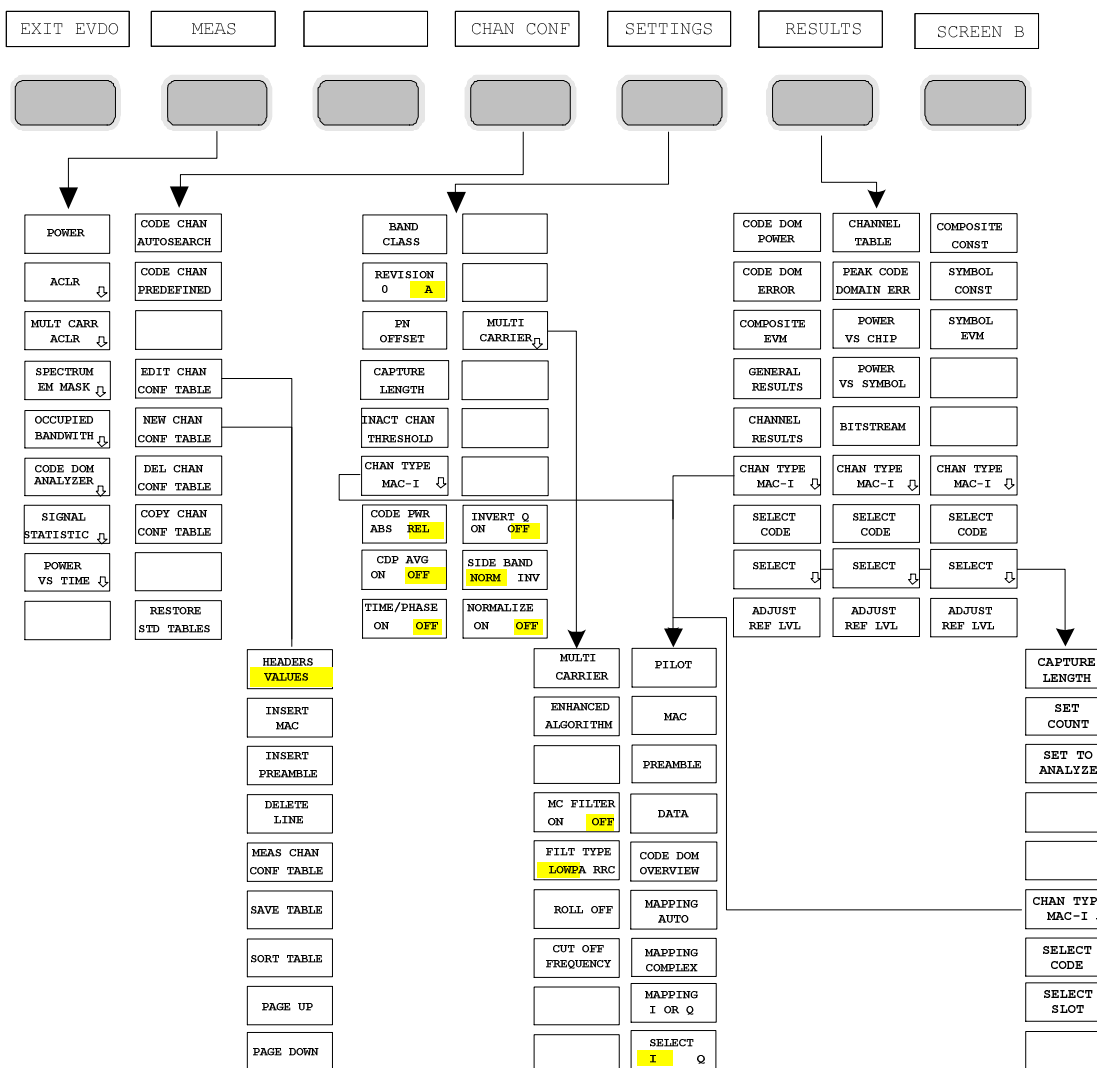 EXIT EVDO
MEAS
CHAN CONF
SETTINGS
RESULTS
SCREEN B
POWER
ACLR
MULT CARR
ACLR
SPECTRUM
EM MASK
OCCUPIED
BANDWITH
CODE DOM
ANALYZER
SIGNAL
STATISTIC
POWER
VS TIME
CODE CHAN
AUTOSEARCH
CODE CHAN
PREDEFINED
EDIT CHAN
CONF TABLE
NEW CHAN
CONF TABLE
DEL CHAN
CONF TABLE
COPY CHAN
CONF TABLE
RESTORE
STD TABLES
HEADERS
VALUES
INSERT
MAC
INSERT
PREAMBLE
DELETE
LINE
MEAS CHAN
CONF TABLE
SAVE TABLE
SORT TABLE
PAGE UP
PAGE DOWN
BAND
CLASS
REVISION
0 A
PN
OFFSET
CAPTURE
LENGTH
INACT CHAN
THRESHOLD
CHAN TYPE
MAC-I
CODE PWR
ABS REL
CDP AVG
ON OFF
TIME/PHASE
ON OFF
MULTI
CARRIER
INVERT Q
ON OFF
SIDE BAND
NORM INV
NORMALIZE
ON OFF
MULTI
CARRIER
ENHANCED
ALGORITHM
MC FILTER
ON OFF
FILT TYPE
LOWPA RRC
ROLL OFF
CUT OFF
FREQUENCY
PILOT
MAC
PREAMBLE
DATA
CODE DOM
OVERVIEW
MAPPING
AUTO
MAPPING
COMPLEX
MAPPING
I OR Q
SELECT
I Q
CODE DOM
POWER
CODE DOM
ERROR
COMPOSITE
EVM
GENERAL
RESULTS
CHANNEL
RESULTS
CHAN TYPE
MAC-I
SELECT
CODE
SELECT
ADJUST
REF LVL
CHANNEL
TABLE
PEAK CODE
DOMAIN ERR
POWER
VS CHIP
POWER
VS SYMBOL
BITSTREAM
CHAN TYPE
MAC-I
SELECT
CODE
SELECT
ADJUST
REF LVL
COMPOSITE
CONST
SYMBOL
CONST
SYMBOL
EVM
CHAN TYPE
MAC-I
SELECT
CODE
SELECT
ADJUST
REF LVL
CAPTURE
LENGTH
SET
COUNT
SET TO
ANALYZE
CHAN TYP
MAC-I
SELECT
CODE
SELECT
SLOT